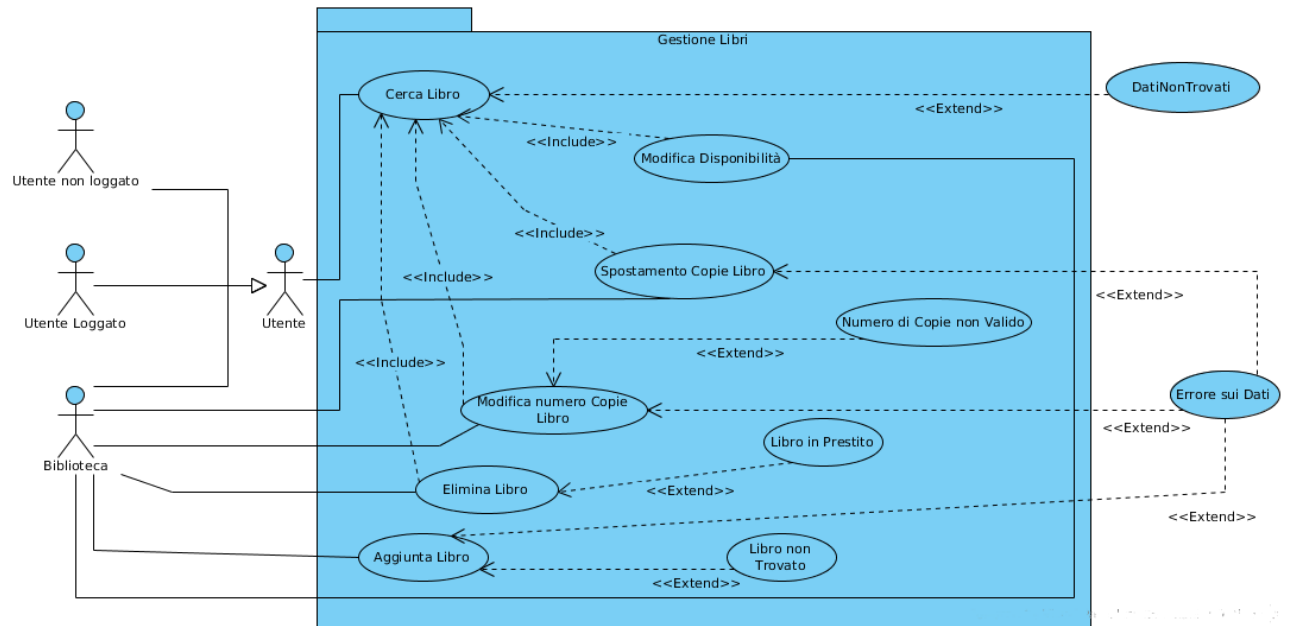 Gestione Libri
Cerca Libro
DatiNonTrovati
<<Extend>>
<<Include>>
Modifica Disponibilità
Utente non loggato
<<Include>>
Spostamento Copie Libro
<<Include>>
<<Extend>>
Utente Loggato
Utente
Numero di Copie non Valido
<<Extend>>
<<Include>>
Errore sui Dati
Modifica numero Copie
Libro
<<Extend>>
Libro in Prestito
Biblioteca
Elimina Libro
<<Extend>>
<<Extend>>
Aggiunta Libro
Libro non
Trovato
<<Extend>>